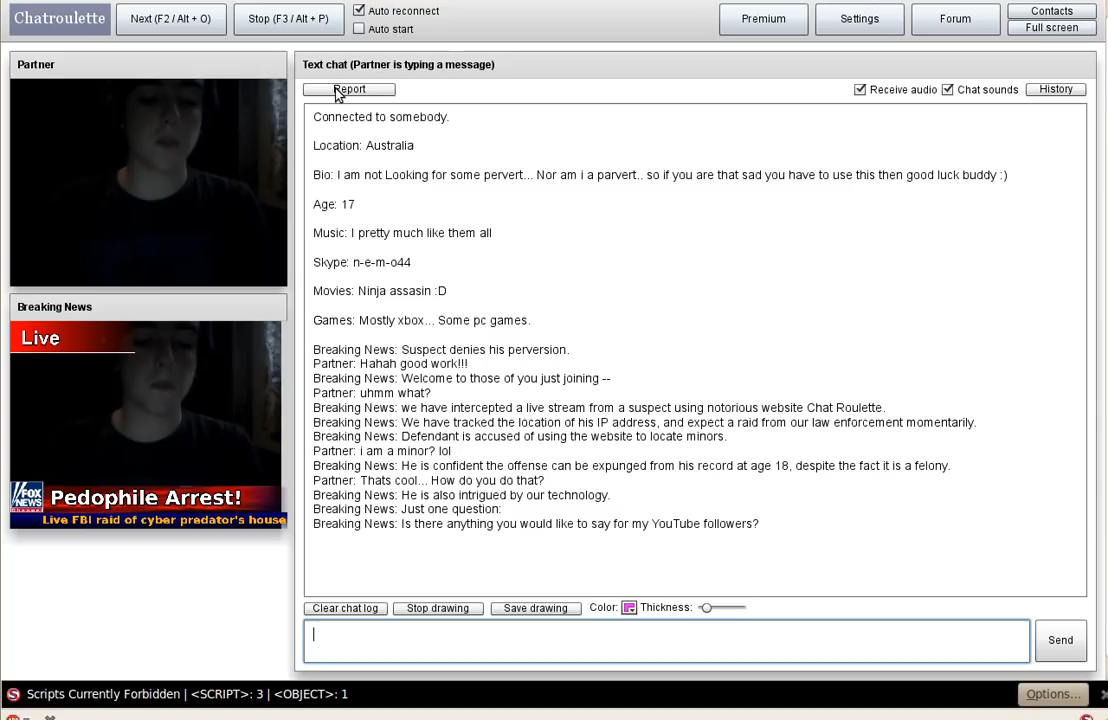 Chatroulette
Next (F2 / Alt + O)
Stop (F3 / Alt + P)
Auto reconnect
Auto start
Premium
Settings
Forum
Contacts
Full screen
Partner
Breaking News
Live
FOX NEWS channel
Pedophile Arrest!
Live FBI raid of cyber predator's house
Text chat (Partner is typing a message)
Report
Receive audio
Chat sounds
History
Connected to somebody.
Location: Australia
Bio: I am not Looking for some pervert... Nor am i a parvert.. so if you are that sad you have to use this then good luck buddy :)
Age: 17
Music: I pretty much like them all
Skype: n-e-m-o44
Movies: Ninja assasin :D
Games: Mostly xbox... Some pc games.
Breaking News: Suspect denies his perversion.
Partner: Hahah good work!!!
Breaking News: Welcome to those of you just joining --
Partner: uhmm what?
Breaking News: we have intercepted a live stream from a suspect using notorious website Chat Roulette.
Breaking News: We have tracked the location of his IP address, and expect a raid from our law enforcement momentarily.
Breaking News: Defendant is accused of using the website to locate minors.
Partner: i am a minor? lol
Breaking News: He is confident the offense can be expunged from his record at age 18, despite the fact it is a felony.
Partner: Thats cool... How do you do that?
Breaking News: He is also intrigued by our technology.
Breaking News: Just one question:
Breaking News: Is there anything you would like to say for my YouTube followers?
Clear chat log
Stop drawing
Save drawing
Color:
Thickness:
Send
Scripts Currently Forbidden | <SCRIPT>: 3 | <OBJECT>: 1
Options...